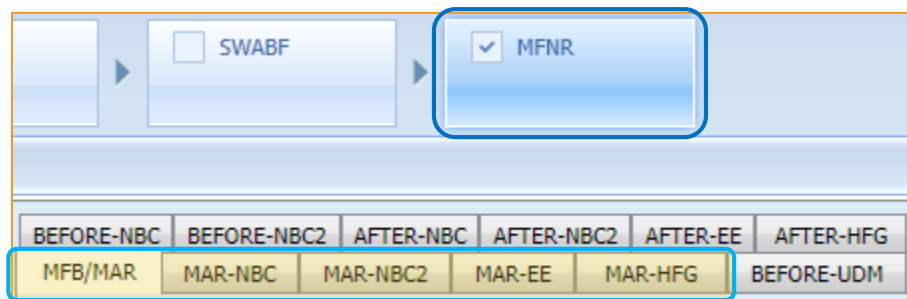 SWABF MFNR
BEFORE-NBC BEFORE-NBC2 AFTER-NBC AFTER-NBC2 AFTER-EE AFTER-HFG
MFB/MAR MAR-NBC MAR-NBC2 MAR-EE MAR-HFG BEFORE-UDM